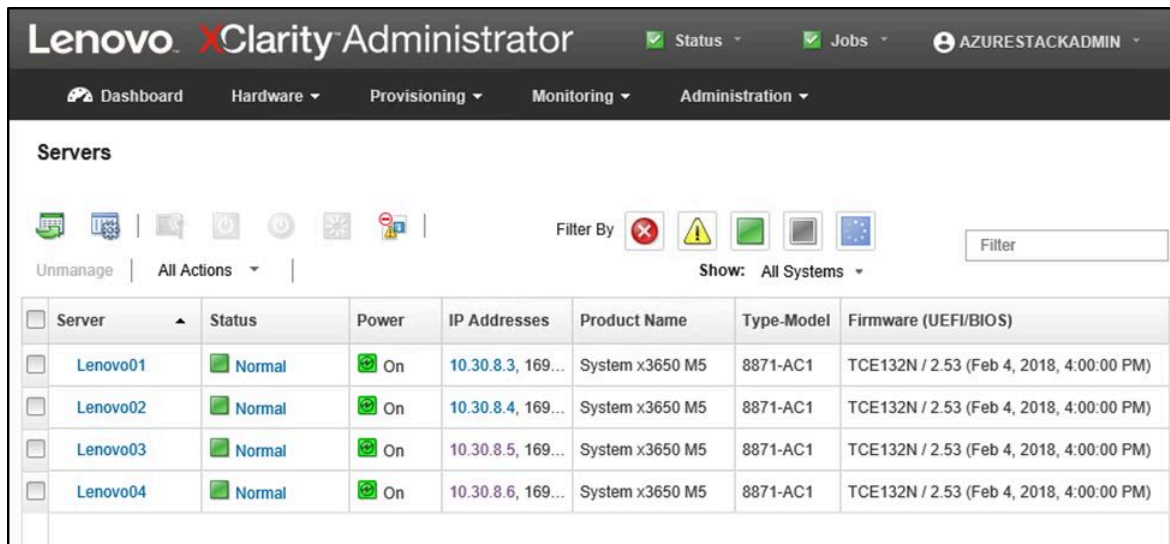 Lenovo. XClarity Administrator Status Jobs AZURESTACKADMIN
Dashboard Hardware Provisioning Monitoring Administration
Servers
Filter By Filter
Unmanage All Actions Show: All Systems
Server Status Power IP Addresses Product Name Type-Model Firmware (UEFI/BIOS)
Lenovo01 Normal On 10.30.8.3, 169... System x3650 M5 8871-AC1 TCE132N / 2.53 (Feb 4, 2018, 4:00:00 PM)
Lenovo02 Normal On 10.30.8.4, 169... System x3650 M5 8871-AC1 TCE132N / 2.53 (Feb 4, 2018, 4:00:00 PM)
Lenovo03 Normal On 10.30.8.5, 169... System x3650 M5 8871-AC1 TCE132N / 2.53 (Feb 4, 2018, 4:00:00 PM)
Lenovo04 Normal On 10.30.8.6, 169... System x3650 M5 8871-AC1 TCE132N / 2.53 (Feb 4, 2018, 4:00:00 PM)